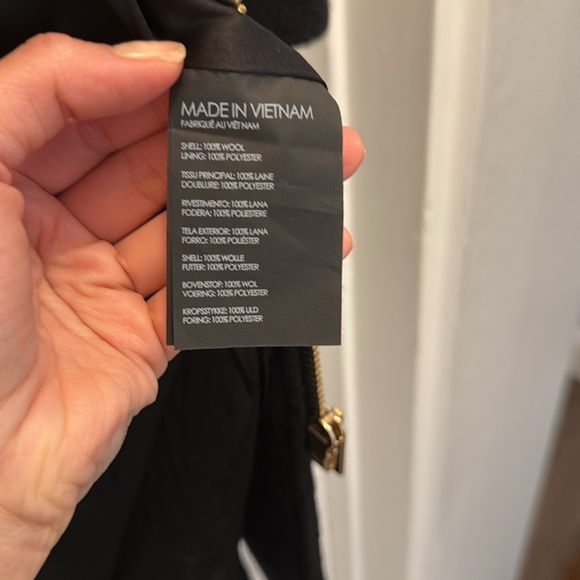 MADE IN VIETNAM
FABRIQUÉ AU VIÊT NAM
SHELL: 100% WOOL
LINING: 100% POLYESTER
TISSU PRINCIPAL: 100% LAINE
DOUBLURE: 100% POLYESTER
RIVESTIMENTO: 100% LANA
FODERA: 100% POLIESTERE
TELA EXTERIOR: 100% LANA
FORRO: 100% POLIÉSTER
SHELL: 100% WOLLE
FUTTER: 100% POLYESTER
BOVENSTOF: 100% WOL
VOERING: 100% POLYESTER
KROPSSTYKKE: 100% ULD
FORING: 100% POLYESTER